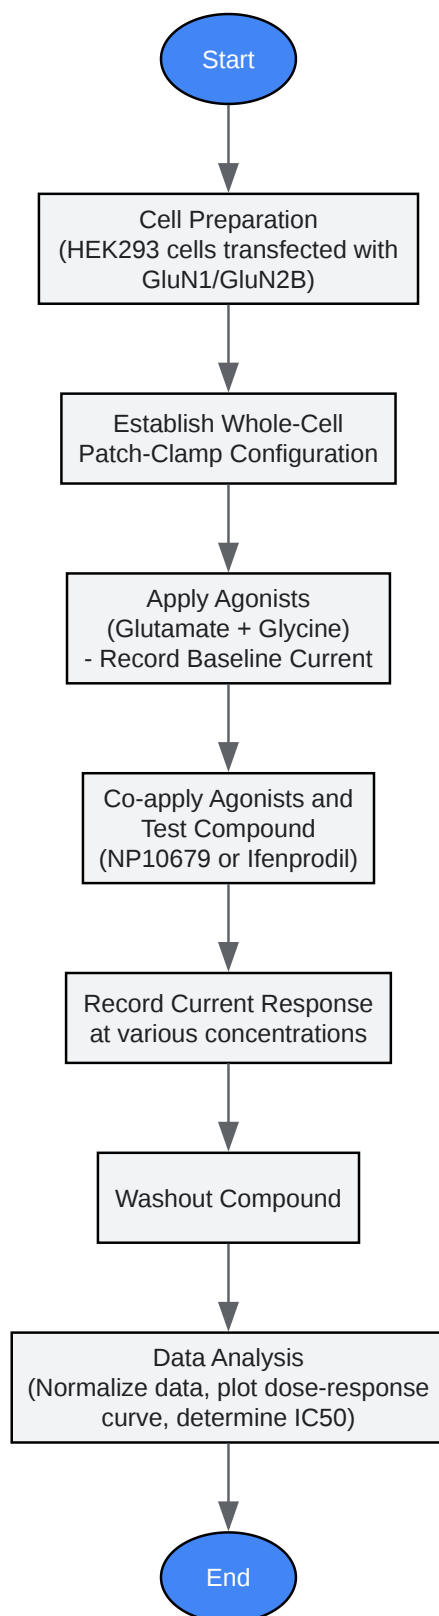 Start
Cell Preparation
(HEK293 cells transfected with
GluN1/GluN2B)
Establish Whole-Cell
Patch-Clamp Configuration
Apply Agonists
(Glutamate + Glycine)
- Record Baseline Current
Co-apply Agonists and
Test Compound
(NP10679 or Ifenprodil)
Record Current Response
at various concentrations
Washout Compound
Data Analysis
(Normalize data, plot dose-response
curve, determine IC50)
End